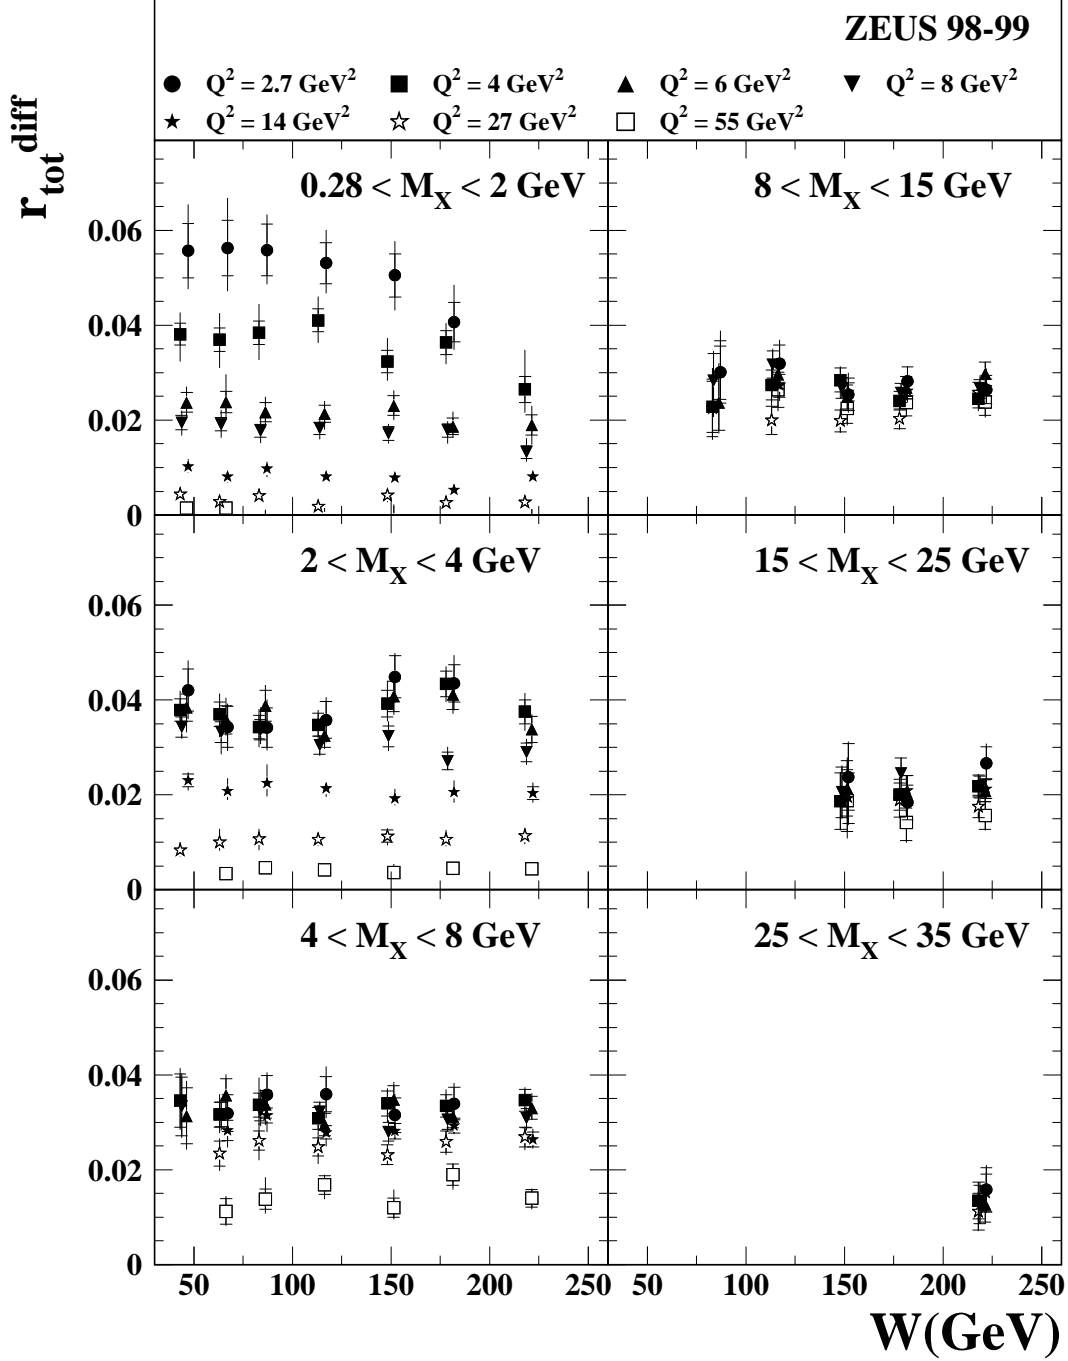 ZEUS 98-99
Q² = 2.7 GeV² Q² = 4 GeV² Q² = 6 GeV² Q² = 8 GeV²
Q² = 14 GeV² Q² = 27 GeV² Q² = 55 GeV²
r_tot^diff
0.28 < M_X < 2 GeV 8 < M_X < 15 GeV
0.06
0.04
0.02
0
2 < M_X < 4 GeV 15 < M_X < 25 GeV
0.06
0.04
0.02
0
4 < M_X < 8 GeV 25 < M_X < 35 GeV
0.06
0.04
0.02
0
50 100 150 200 250 50 100 150 200 250
W(GeV)